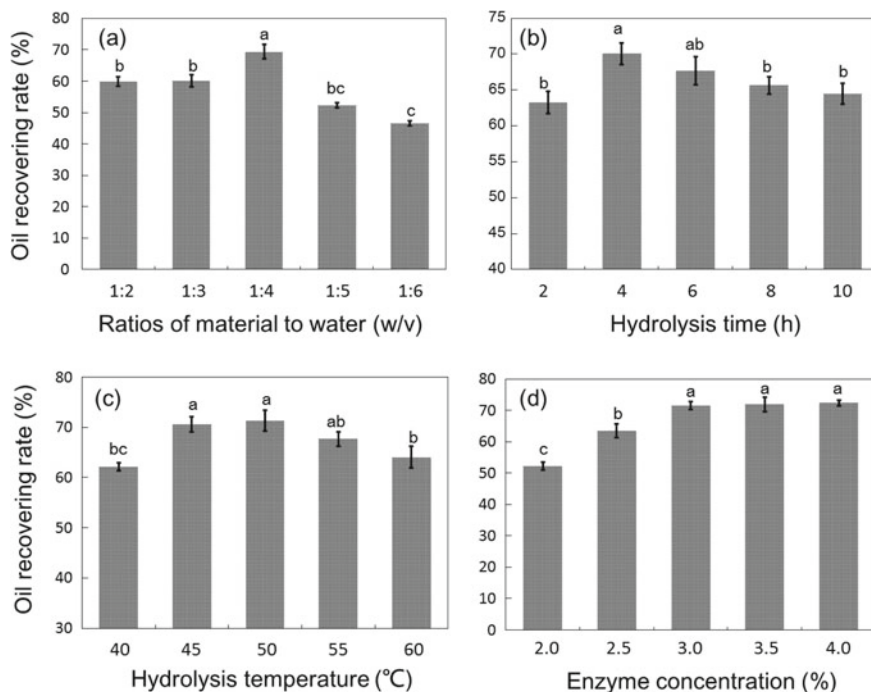 (a)
Oil recovering rate (%)
80
70
60
50
40
30
20
10
0
b
b
a
bc
c
1:2 1:3 1:4 1:5 1:6
Ratios of material to water (w/v)
(b)
75
70
65
60
55
50
45
40
b
a
ab
b
b
2 4 6 8 10
Hydrolysis time (h)
(c)
Oil recovering rate (%)
80
70
60
50
40
30
bc
a
a
ab
b
40 45 50 55 60
Hydrolysis temperature (℃)
(d)
80
70
60
50
40
30
20
10
0
c
b
a
a
a
2.0 2.5 3.0 3.5 4.0
Enzyme concentration (%)